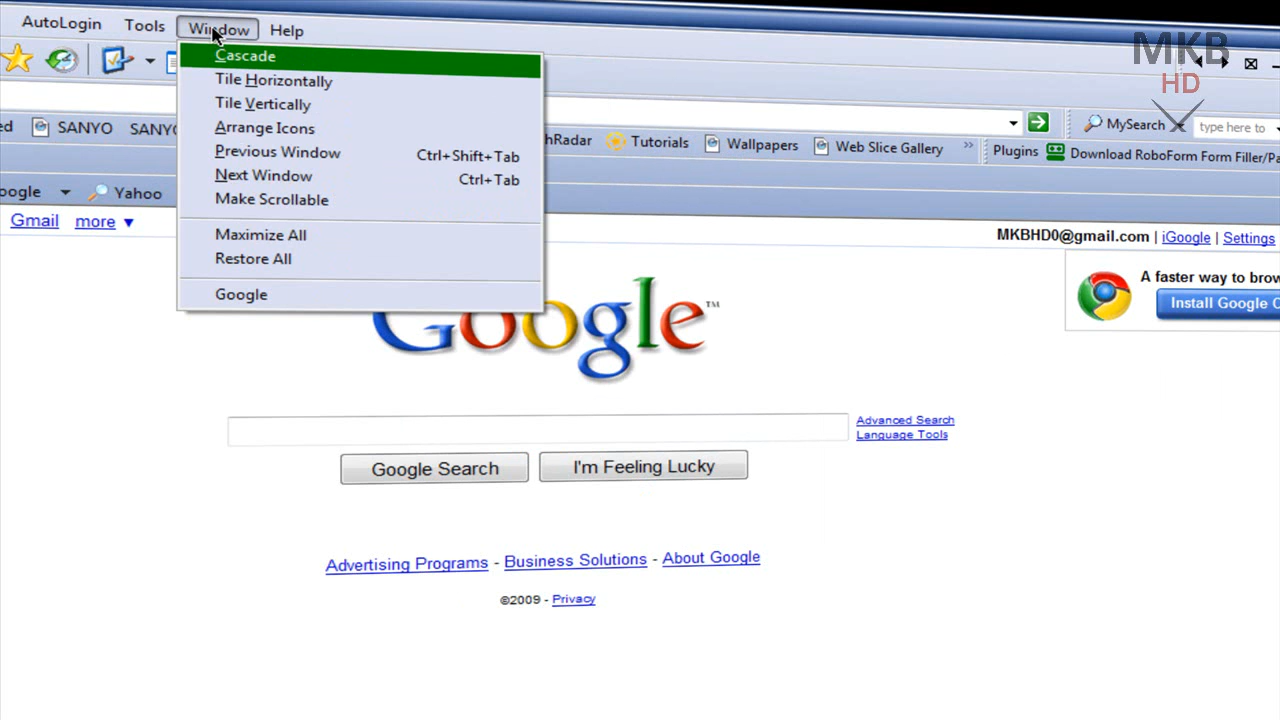 AutoLogin Tools Window Help
MKB
HD
Cascade
Tile Horizontally
Tile Vertically
Arrange Icons
Previous Window Ctrl+Shift+Tab
Next Window Ctrl+Tab
Make Scrollable
Maximize All
Restore All
Google
MySearch type here to
SANYO SANYO Tutorials Wallpapers Web Slice Gallery » Plugins Download RoboForm Form Filler/Pa
Yahoo
Gmail more ▼
MKBHD0@gmail.com | iGoogle | Settings
A faster way to brow
Install Google C
Google™
Advanced Search
Language Tools
Google Search I'm Feeling Lucky
Advertising Programs - Business Solutions - About Google
©2009 - Privacy